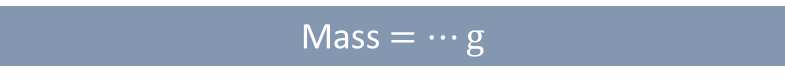 Mass = ⋯ g